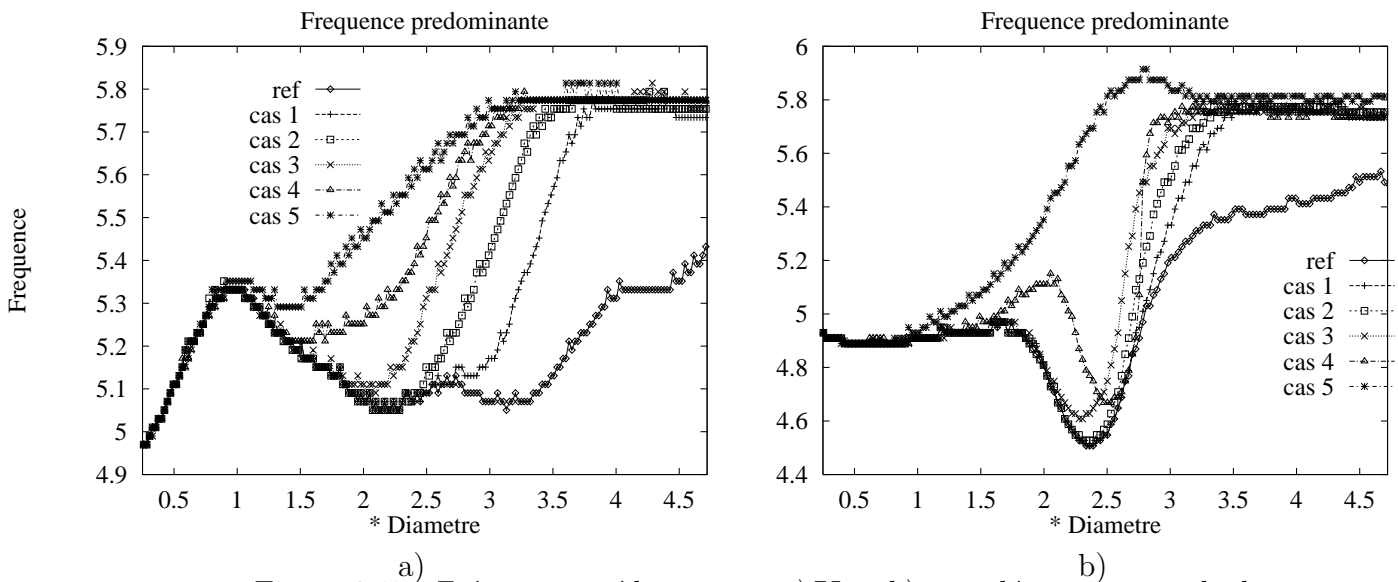 Frequence predominante
5.9
5.8
5.7
5.6
5.5
5.4
5.3
5.2
5.1
5
4.9
Frequence
ref
cas 1
cas 2
cas 3
cas 4
cas 5
0.5 1 1.5 2 2.5 3 3.5 4 4.5
* Diametre
a)
Frequence predominante
6
5.8
5.6
5.4
5.2
5
4.8
4.6
4.4
ref
cas 1
cas 2
cas 3
cas 4
cas 5
0.5 1 1.5 2 2.5 3 3.5 4 4.5
* Diametre
b)